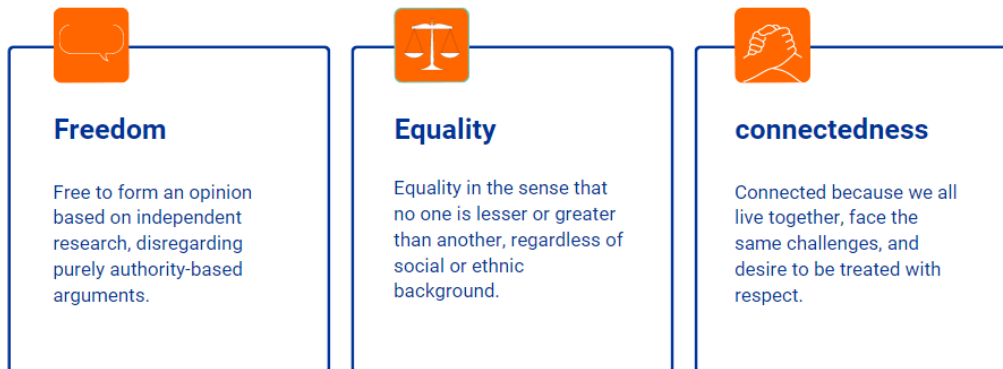 Freedom
Free to form an opinion
based on independent
research, disregarding
purely authority-based
arguments.
Equality
Equality in the sense that
no one is lesser or greater
than another, regardless of
social or ethnic
background.
connectedness
Connected because we all
live together, face the
same challenges, and
desire to be treated with
respect.